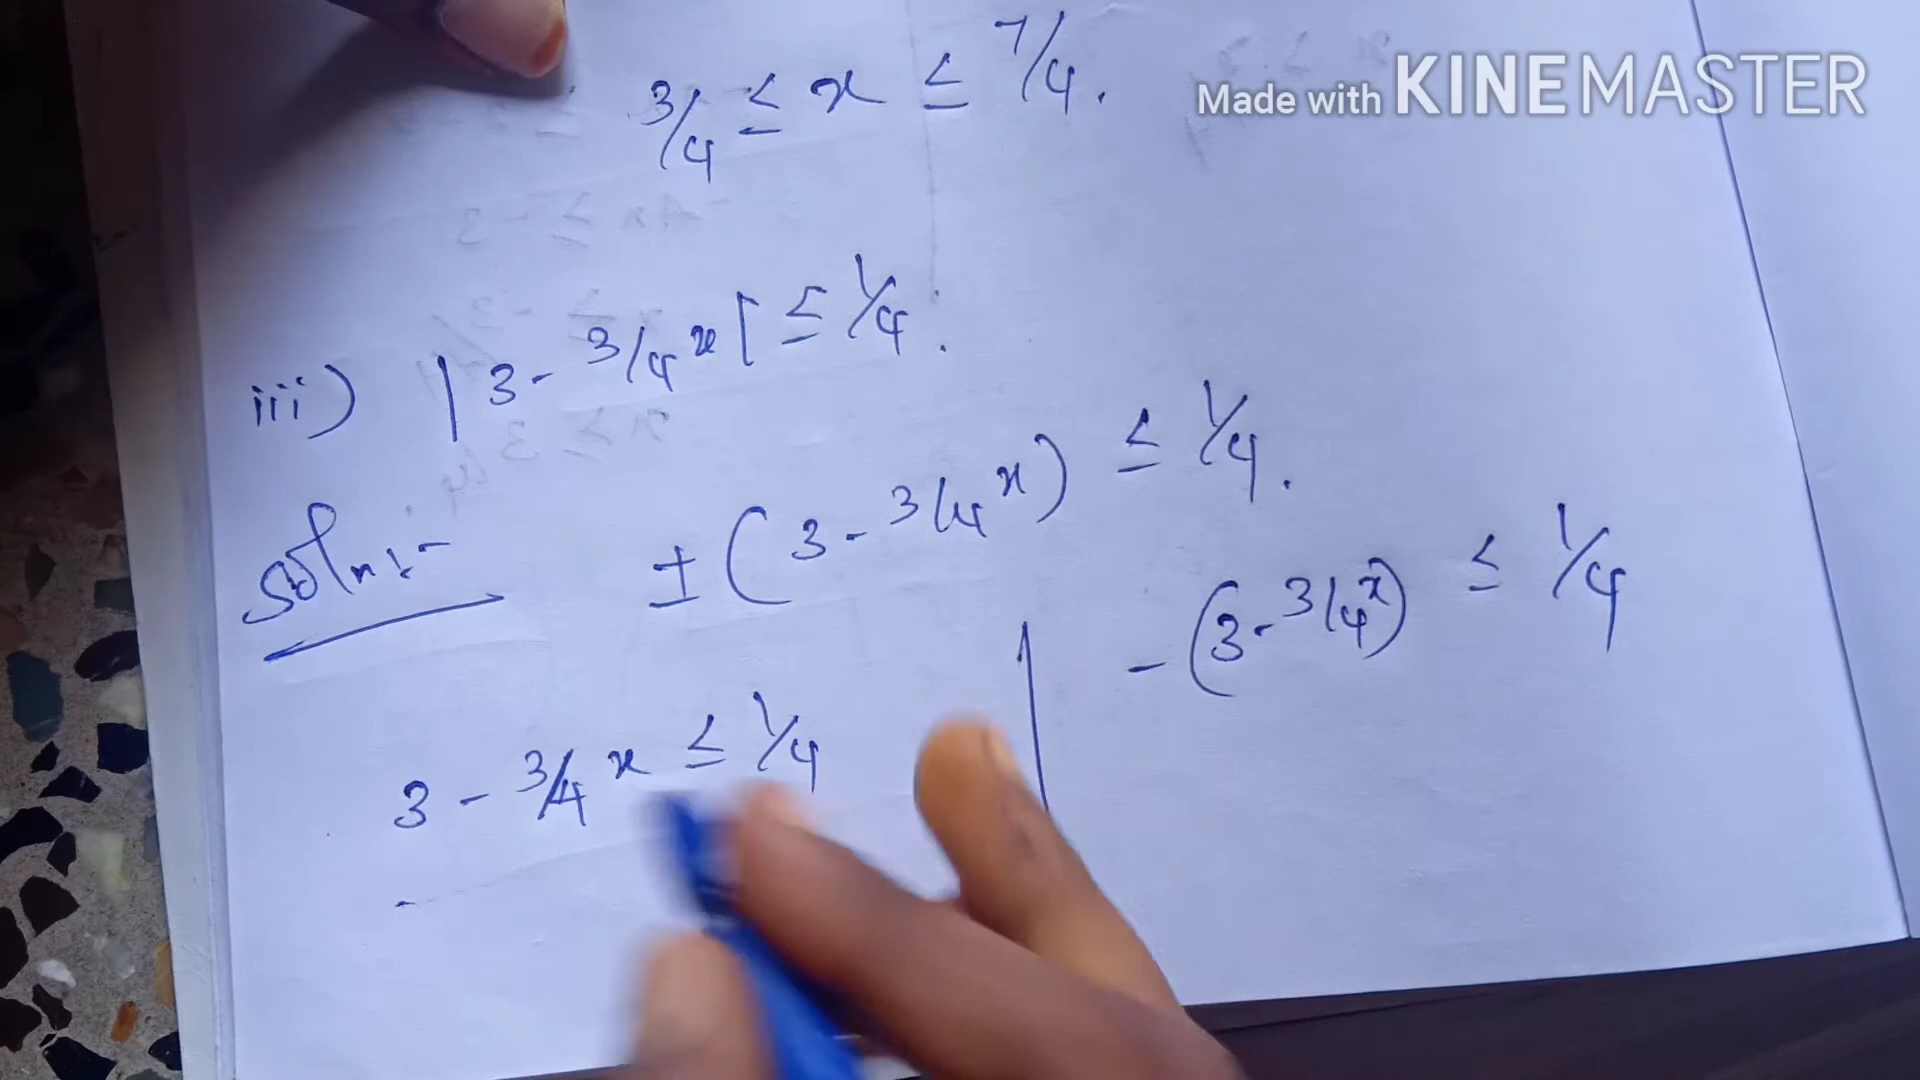 3/4 ≤ x ≤ 7/4.
Made with KINEMASTER
iii) |3 - 3/4 x| ≤ 1/4.
Soln:-
± (3 - 3/4 x) ≤ 1/4.
3 - 3/4 x ≤ 1/4
- (3 - 3/4 x) ≤ 1/4